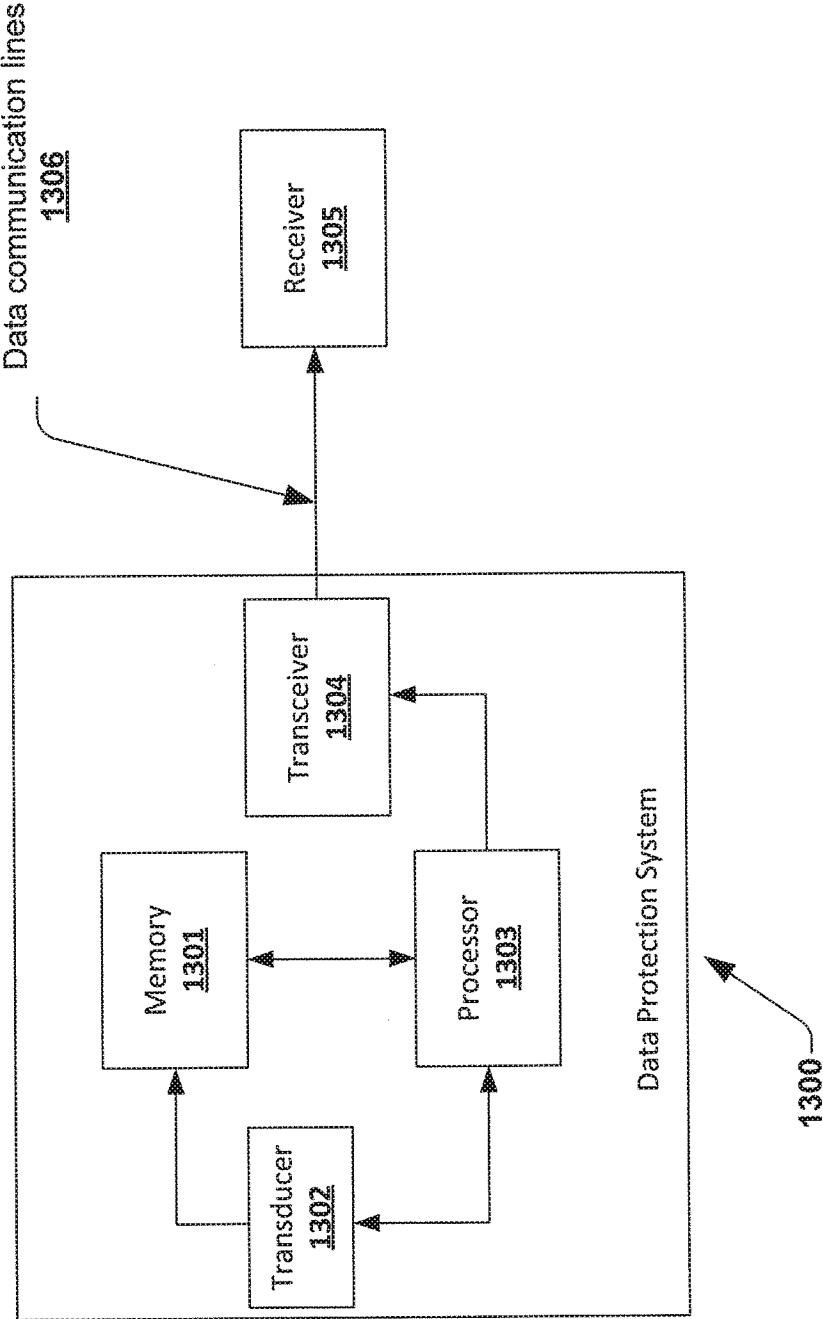 Data communication lines
1306
Receiver
1305
Transceiver
1304
Memory
1301
Processor
1303
Transducer
1302
Data Protection System
1300